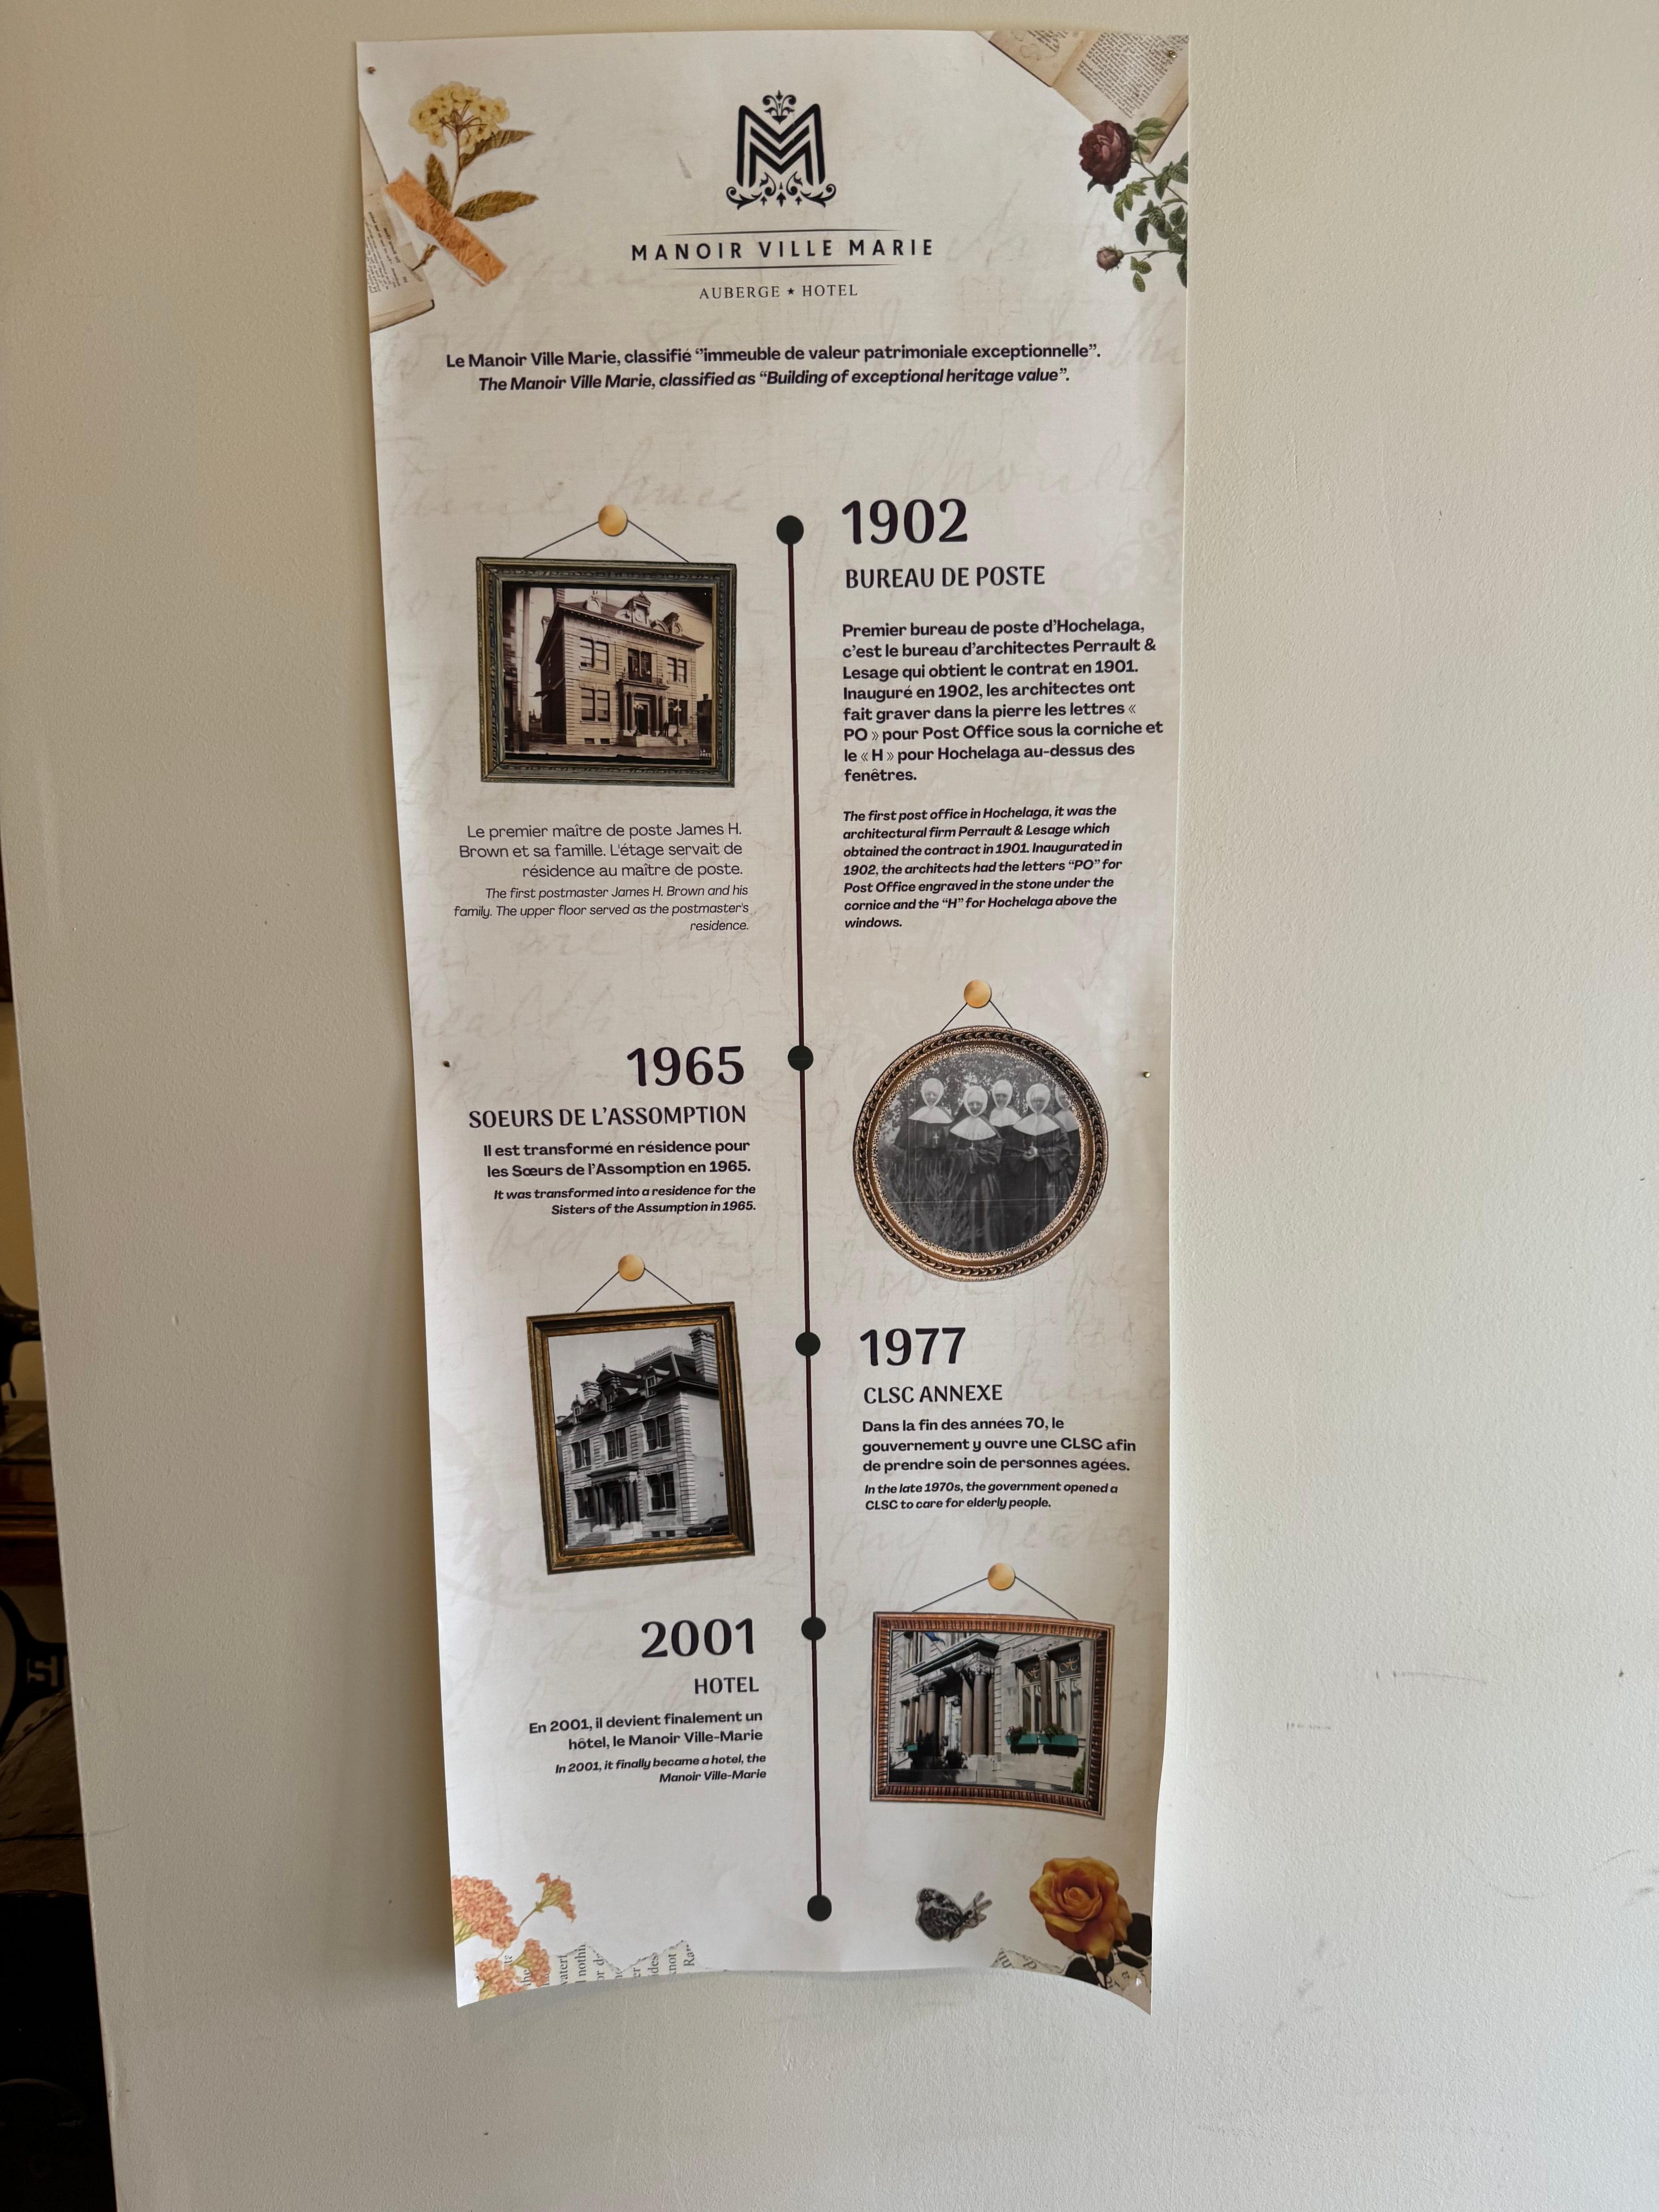 MANOIR VILLE MARIE
AUBERGE ★ HOTEL
Le Manoir Ville Marie, classifié “immeuble de valeur patrimoniale exceptionnelle”.
The Manoir Ville Marie, classified as “Building of exceptional heritage value”.
1902
BUREAU DE POSTE
Premier bureau de poste d’Hochelaga,
c’est le bureau d’architectes Perrault &
Lesage qui obtient le contrat en 1901.
Inauguré en 1902, les architectes ont
fait graver dans la pierre les lettres «
PO » pour Post Office sous la corniche et
le « H » pour Hochelaga au-dessus des
fenêtres.
The first post office in Hochelaga, it was the
architectural firm Perrault & Lesage which
obtained the contract in 1901. Inaugurated in
1902, the architects had the letters “PO” for
Post Office engraved in the stone under the
cornice and the “H” for Hochelaga above the
windows.
Le premier maître de poste James H.
Brown et sa famille. L'étage servait de
résidence au maître de poste.
The first postmaster James H. Brown and his
family. The upper floor served as the postmaster's
residence.
1965
SOEURS DE L’ASSOMPTION
Il est transformé en résidence pour
les Sœurs de l’Assomption en 1965.
It was transformed into a residence for the
Sisters of the Assumption in 1965.
1977
CLSC ANNEXE
Dans la fin des années 70, le
gouvernement y ouvre une CLSC afin
de prendre soin de personnes agées.
In the late 1970s, the government opened a
CLSC to care for elderly people.
2001
HOTEL
En 2001, il devient finalement un
hôtel, le Manoir Ville-Marie
In 2001, it finally became a hotel, the
Manoir Ville-Marie